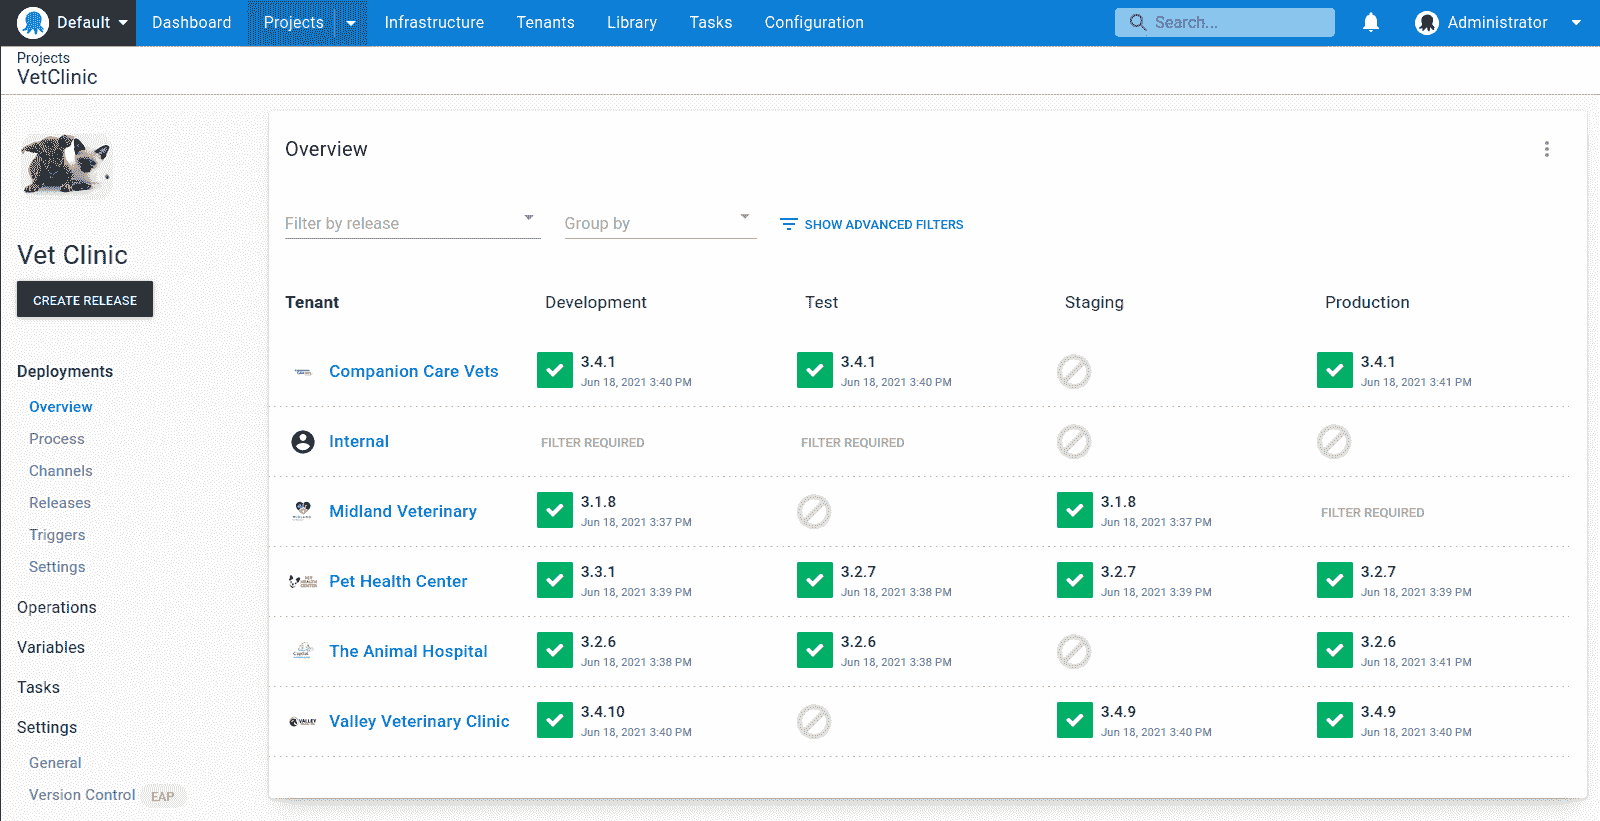 Default Dashboard Projects Infrastructure Tenants Library Tasks Configuration Search... Administrator
Projects
VetClinic
Vet Clinic
CREATE RELEASE
Deployments
Overview
Process
Channels
Releases
Triggers
Settings
Operations
Variables
Tasks
Settings
General
Version Control EAP
Overview
Filter by release Group by SHOW ADVANCED FILTERS
Tenant Development Test Staging Production
Companion Care Vets 3.4.1 3.4.1 3.4.1
Jun 18, 2021 3:40 PM Jun 18, 2021 3:40 PM Jun 18, 2021 3:41 PM
Internal FILTER REQUIRED FILTER REQUIRED
Midland Veterinary 3.1.8 3.1.8 FILTER REQUIRED
Jun 18, 2021 3:37 PM Jun 18, 2021 3:37 PM
Pet Health Center 3.3.1 3.2.7 3.2.7 3.2.7
Jun 18, 2021 3:39 PM Jun 18, 2021 3:38 PM Jun 18, 2021 3:39 PM Jun 18, 2021 3:39 PM
The Animal Hospital 3.2.6 3.2.6 3.2.6
Jun 18, 2021 3:38 PM Jun 18, 2021 3:38 PM Jun 18, 2021 3:41 PM
VALLEY Valley Veterinary Clinic 3.4.10 3.4.9 3.4.9
Jun 18, 2021 3:40 PM Jun 18, 2021 3:40 PM Jun 18, 2021 3:40 PM